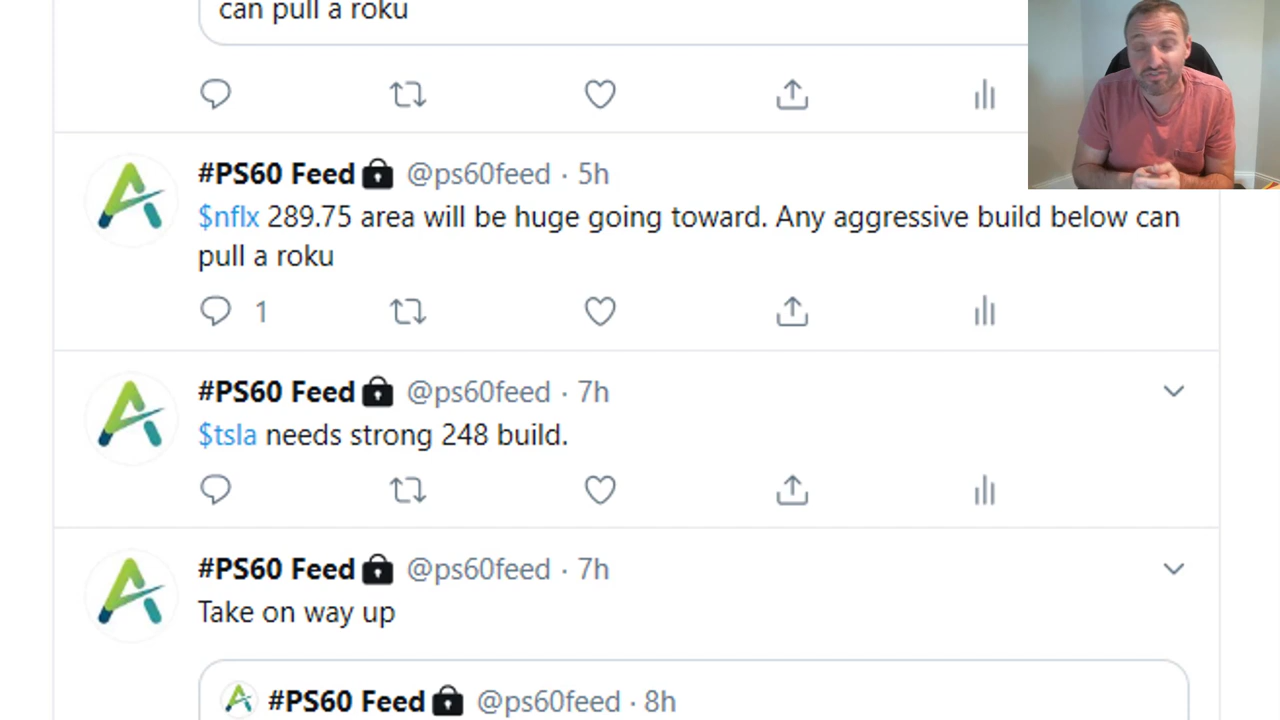 can pull a roku
#PS60 Feed @ps60feed · 5h
$nflx 289.75 area will be huge going toward. Any aggressive build below can
pull a roku
1
#PS60 Feed @ps60feed · 7h
$tsla needs strong 248 build.
#PS60 Feed @ps60feed · 7h
Take on way up
#PS60 Feed @ps60feed · 8h